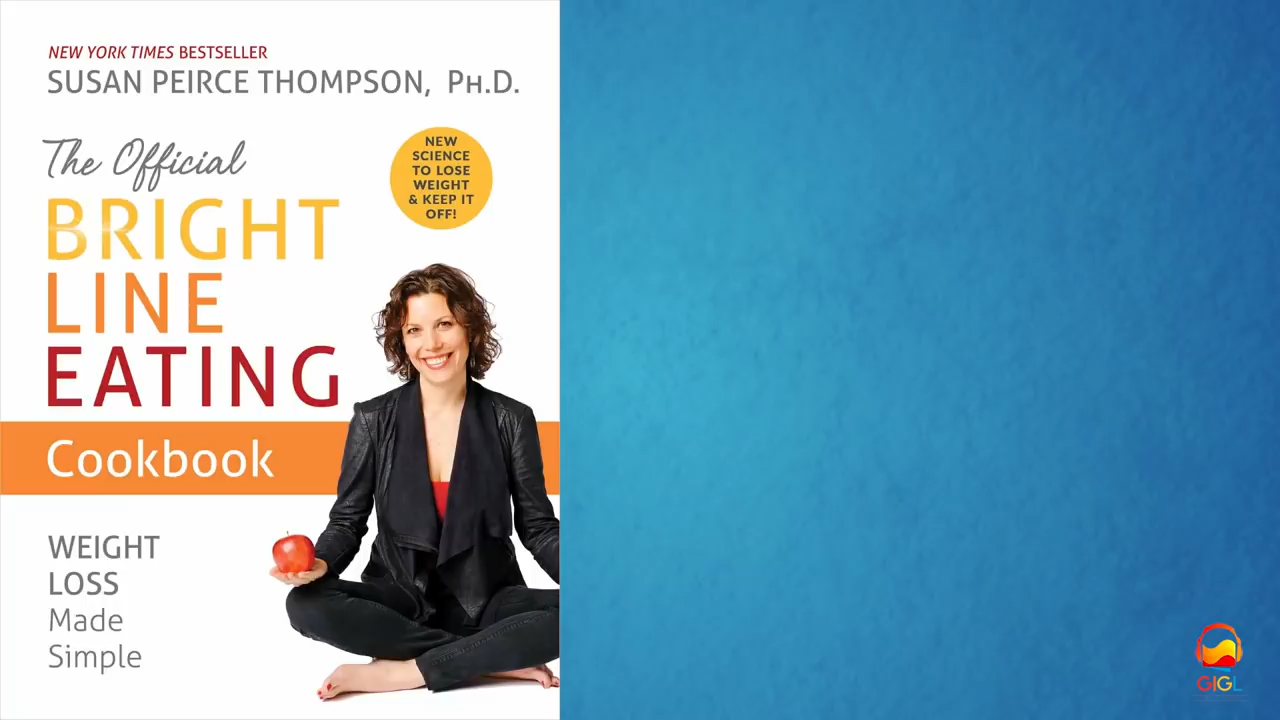 NEW YORK TIMES BESTSELLER
SUSAN PEIRCE THOMPSON, PH.D.
The Official
BRIGHT
LINE
EATING
Cookbook
NEW
SCIENCE
TO LOSE
WEIGHT
& KEEP IT
OFF!
WEIGHT
LOSS
Made
Simple
GIGL